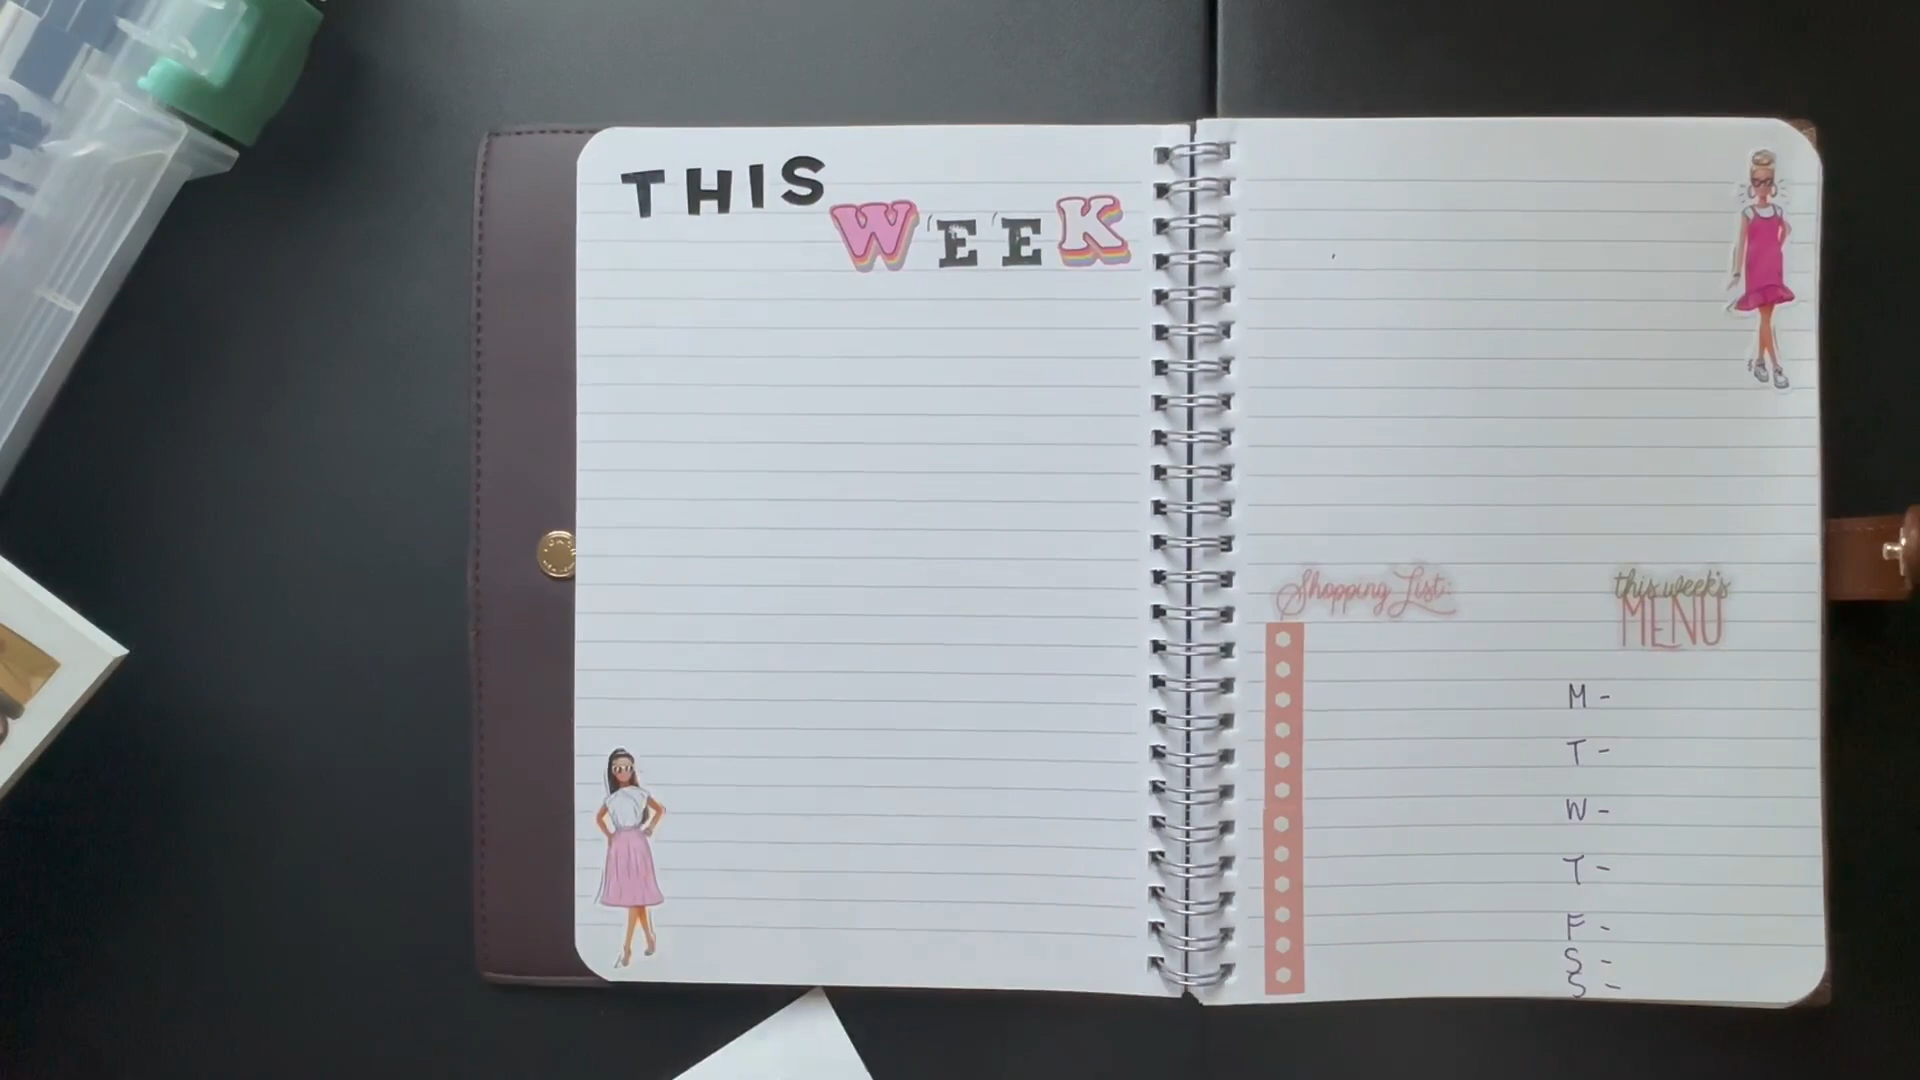 THIS
WEEK
Shopping List:
this week's
MENU
M -
T -
W -
T -
F -
S -
S -